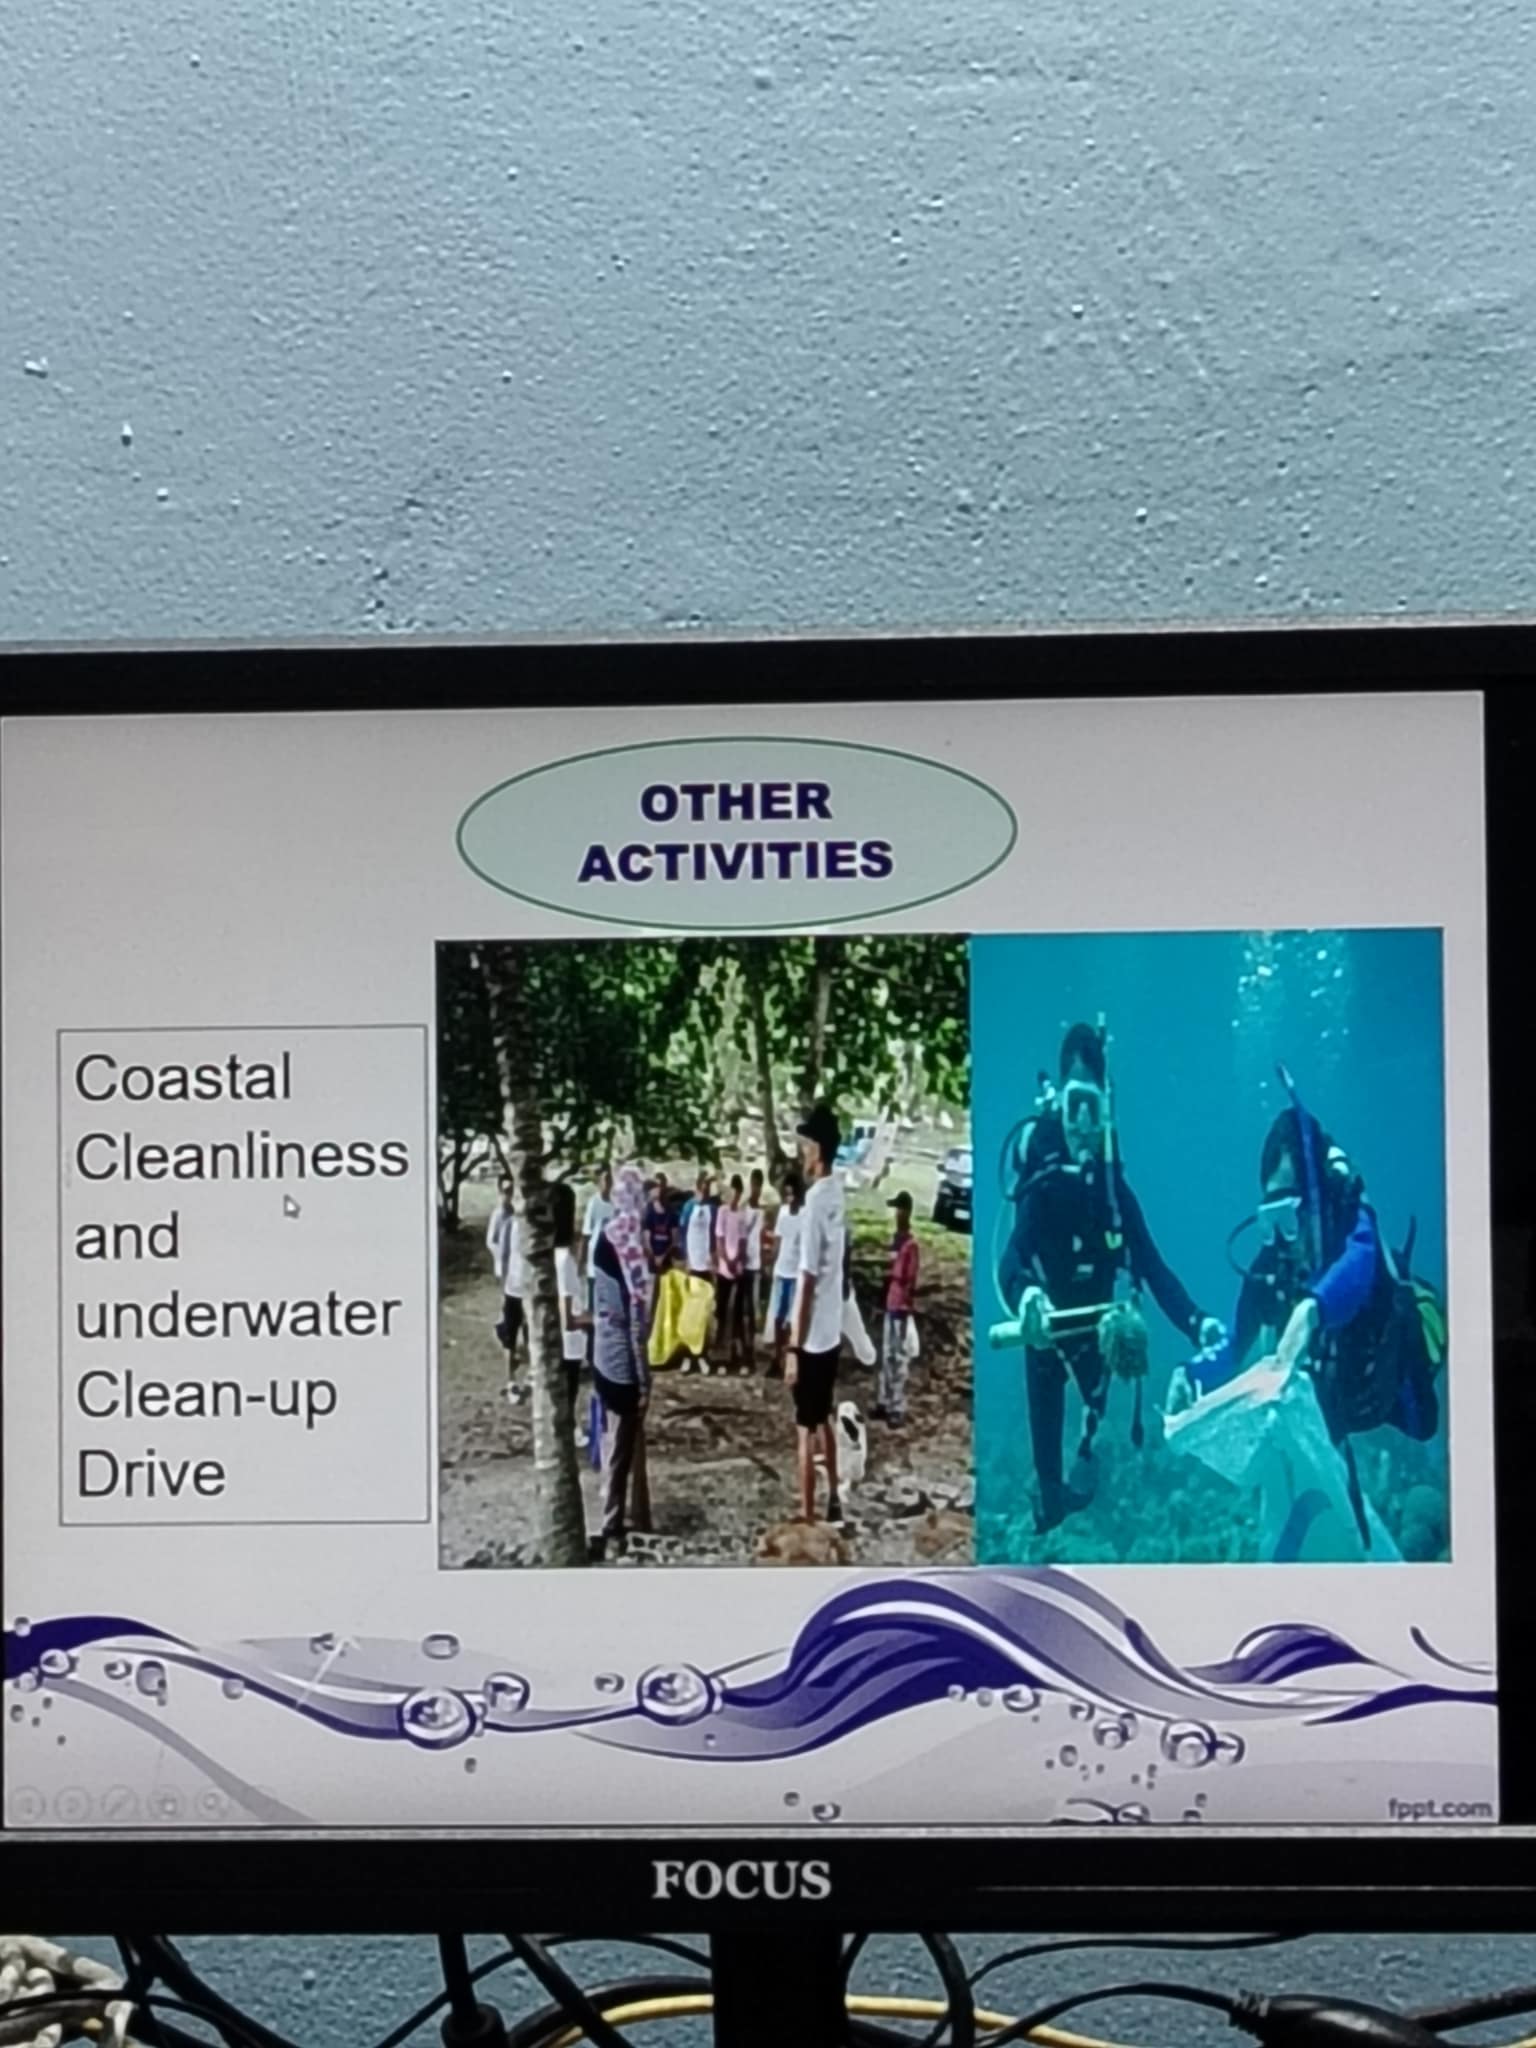 OTHER
ACTIVITIES
Coastal
Cleanliness
and
underwater
Clean-up
Drive
fppt.com
FOCUS